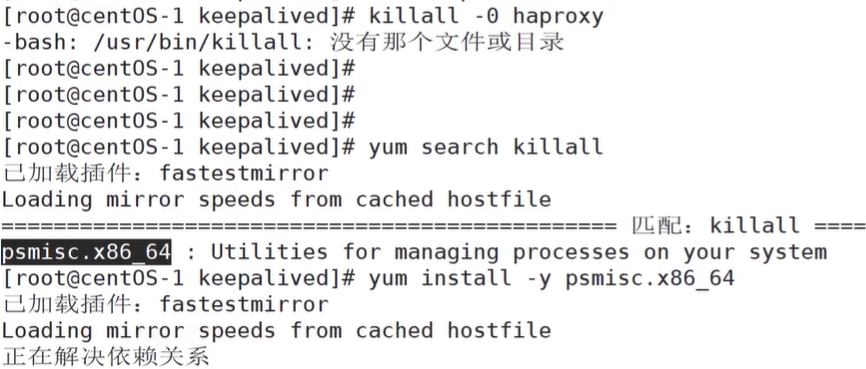 [root@centOS-1 keepalived]# killall -0 haproxy
-bash: /usr/bin/killall: 没有那个文件或目录
[root@centOS-1 keepalived]#
[root@centOS-1 keepalived]#
[root@centOS-1 keepalived]#
[root@centOS-1 keepalived]# yum search killall
已加载插件：fastestmirror
Loading mirror speeds from cached hostfile
=============================================== 匹配：killall ====
psmisc.x86_64 : Utilities for managing processes on your system
[root@centOS-1 keepalived]# yum install -y psmisc.x86_64
已加载插件：fastestmirror
Loading mirror speeds from cached hostfile
正在解决依赖关系